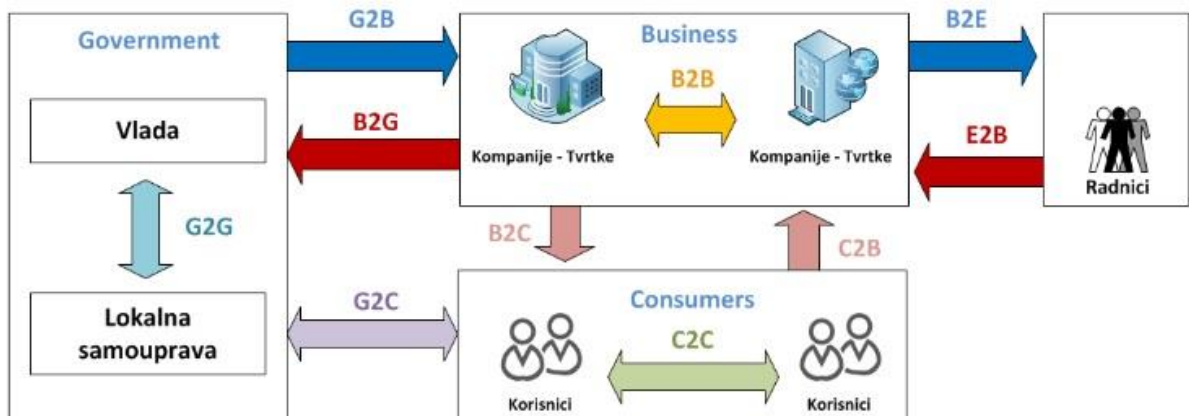 Government
G2B
Business
B2E
Vlada
B2B
B2G
Kompanije - Tvrtke
Kompanije - Tvrtke
E2B
Radnici
G2G
B2C
C2B
Lokalna
samouprava
G2C
Consumers
C2C
Korisnici
Korisnici